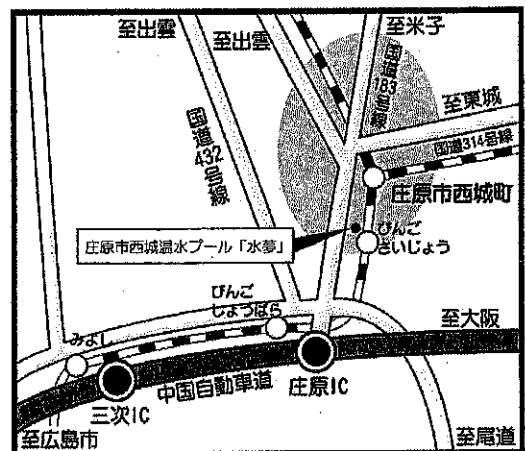 至出雲
至出雲
至米子
国道183号線
至東城
国道432号線
国道314号線
庄原市西城町
庄原市西城温水プール「水夢」
びんご
さいじょう
びんご
しょうばら
みよし
至大阪
中国自動車道
庄原IC
三次IC
至広島市
至尾道